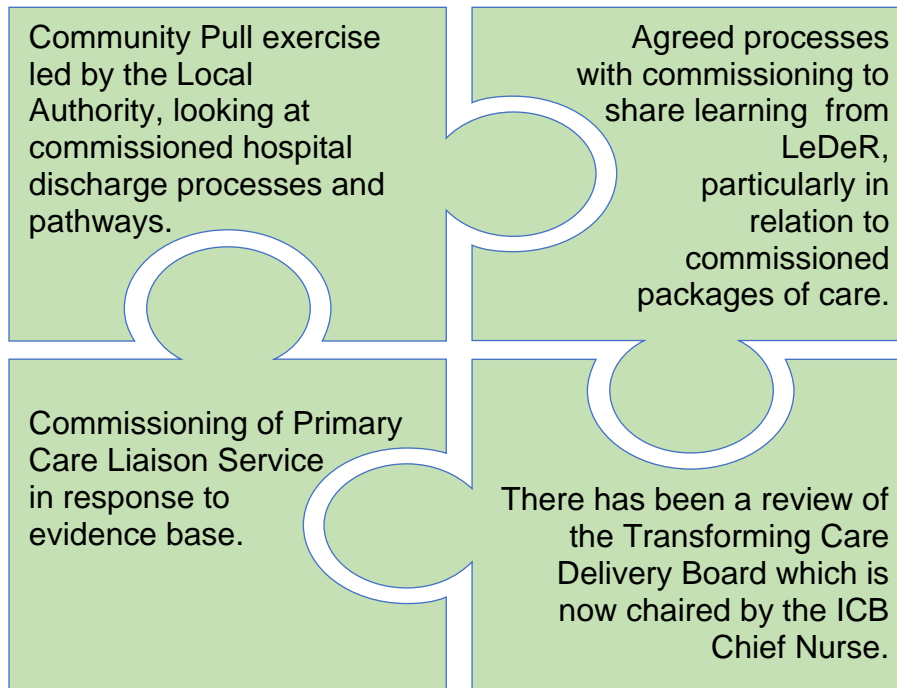 Community Pull exercise
led by the Local
Authority, looking at
commissioned hospital
discharge processes and
pathways.
Agreed processes
with commissioning to
share learning from
LeDeR,
particularly in
relation to
commissioned
packages of care.
Commissioning of Primary
Care Liaison Service
in response to
evidence base.
There has been a review of
the Transforming Care
Delivery Board which is
now chaired by the ICB
Chief Nurse.